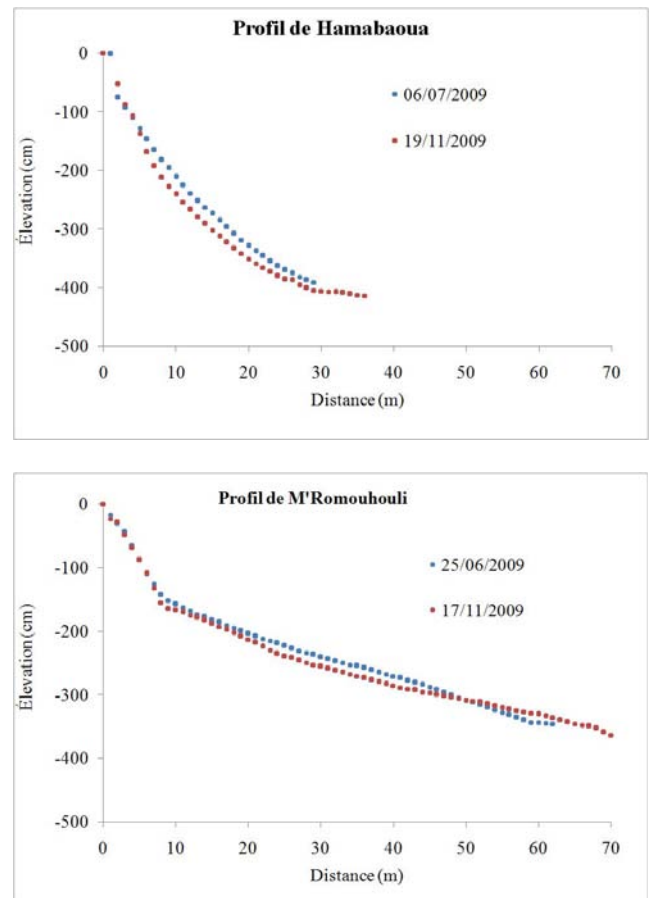 Profil de Hamabaoua
0
-100
-200
-300
-400
-500
Élevation (cm)
06/07/2009
19/11/2009
0 10 20 30 40 50 60 70
Distance (m)
Profil de M'Romouhouli
0
-100
-200
-300
-400
-500
Élevation (cm)
25/06/2009
17/11/2009
0 10 20 30 40 50 60 70
Distance (m)